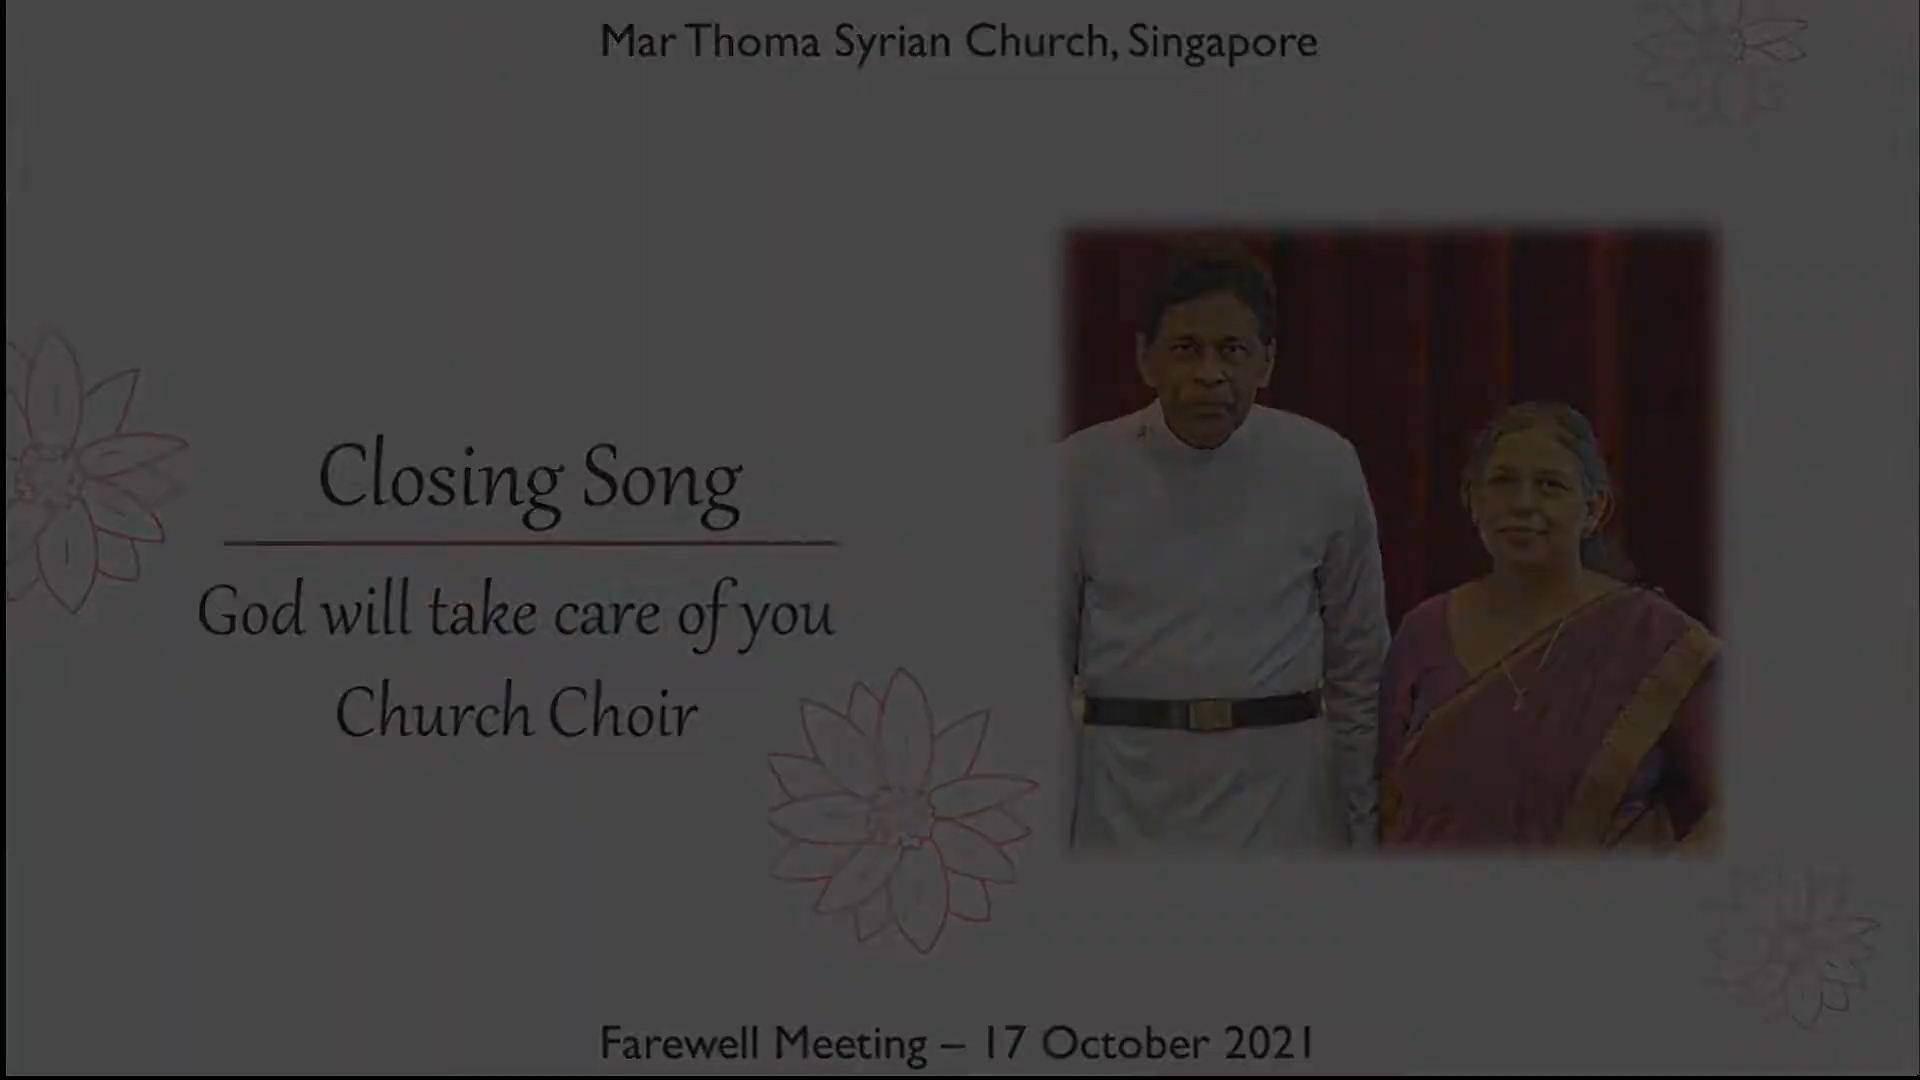 Mar Thoma Syrian Church, Singapore
Closing Song
God will take care of you
Church Choir
Farewell Meeting – 17 October 2021